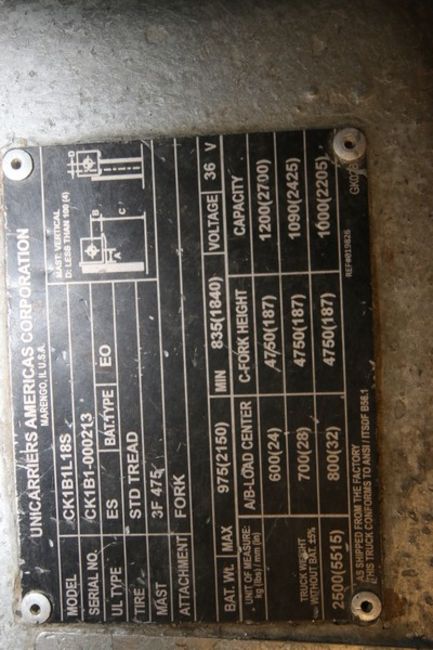 UNICARRIERS AMERICAS CORPORATION
MARENGO, IL U.S.A.
MODEL CK1B1L18S
SERIAL NO. CK1B1-000213
UL TYPE ES BAT.TYPE EO
TIRE STD TREAD
MAST 3F 475
ATTACHMENT FORK
MAST: VERTICAL
D: LESS THAN 100 (4)
D
B
C
A
BAT. Wt. MAX 975(2150) MIN 835(1840) VOLTAGE 36 V
UNIT OF MEASURE: kg (lbs) / mm (in)
A/B-LOAD CENTER C-FORK HEIGHT CAPACITY
600(24) 4750(187) 1200(2700)
TRUCK WEIGHT
WITHOUT BAT. ±5%
700(28) 4750(187) 1090(2425)
2500(5515) 800(32) 4750(187) 1000(2205)
AS SHIPPED FROM THE FACTORY
THIS TRUCK CONFORMS TO ANSI / ITSDF B56.1
REF#019826